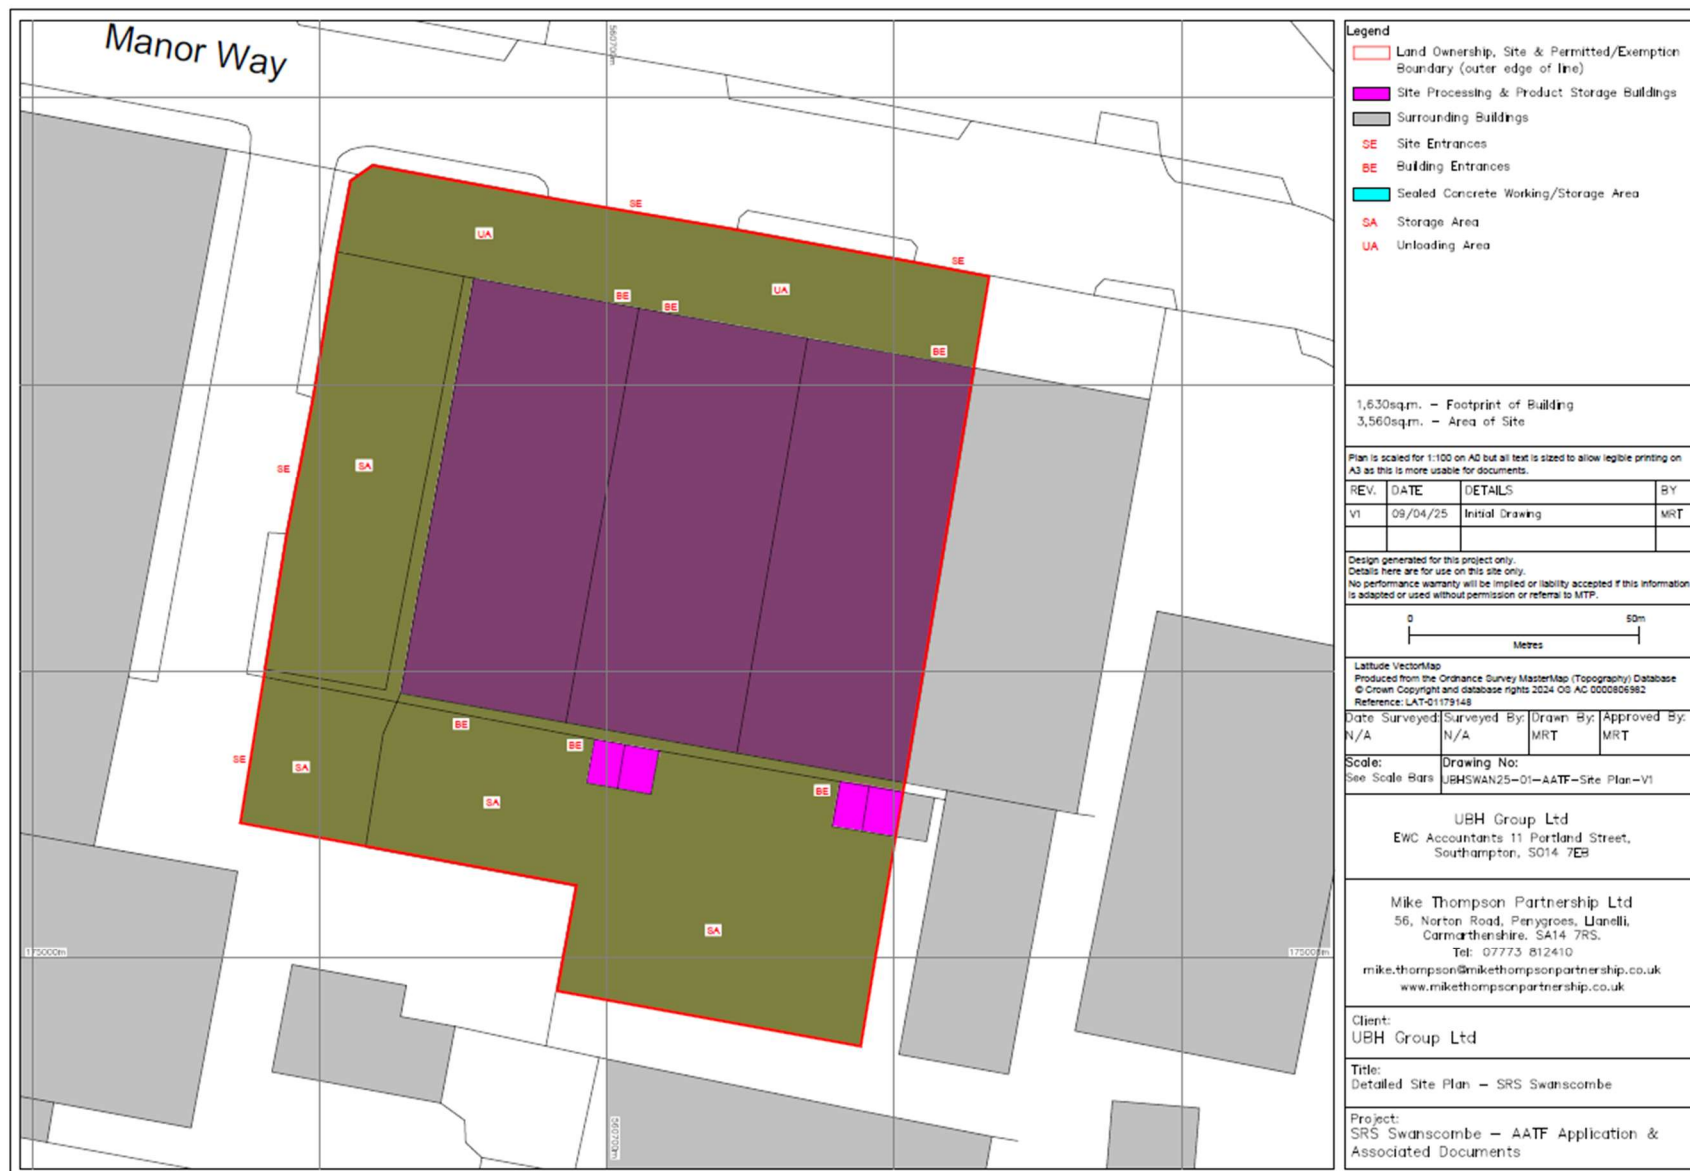 Manor Way
560700m
SE
UA
SE
UA
BE
BE
BE
SE
SA
BE
BE
SE
SA
SA
BE
SA
175000m
175000m
560700m
Legend
Land Ownership, Site & Permitted/Exemption
Boundary (outer edge of line)
Site Processing & Product Storage Buildings
Surrounding Buildings
SE Site Entrances
BE Building Entrances
Sealed Concrete Working/Storage Area
SA Storage Area
UA Unloading Area
1,630sq.m. – Footprint of Building
3,560sq.m. – Area of Site
Plan is scaled for 1:100 on A0 but all text is sized to allow legible printing on
A3 as this is more usable for documents.
REV. DATE DETAILS BY
V1 09/04/25 Initial Drawing MRT
Design generated for this project only.
Details here are for use on this site only.
No performance warranty will be implied or liability accepted if this information
is adapted or used without permission or referral to MTP.
0 50m
Metres
Latitude VectorMap
Produced from the Ordnance Survey MasterMap (Topography) Database
© Crown Copyright and database rights 2024 OS AC 0000806982
Reference: LAT-01179148
Date Surveyed: Surveyed By: Drawn By: Approved By:
N/A N/A MRT MRT
Scale: Drawing No:
See Scale Bars UBHSWAN25-01-AATF-Site Plan-V1
UBH Group Ltd
EWC Accountants 11 Portland Street,
Southampton, SO14 7EB
Mike Thompson Partnership Ltd
56, Norton Road, Penygroes, Llanelli,
Carmarthenshire. SA14 7RS.
Tel: 07773 812410
mike.thompson@mikethompsonpartnership.co.uk
www.mikethompsonpartnership.co.uk
Client:
UBH Group Ltd
Title:
Detailed Site Plan – SRS Swanscombe
Project:
SRS Swanscombe – AATF Application &
Associated Documents